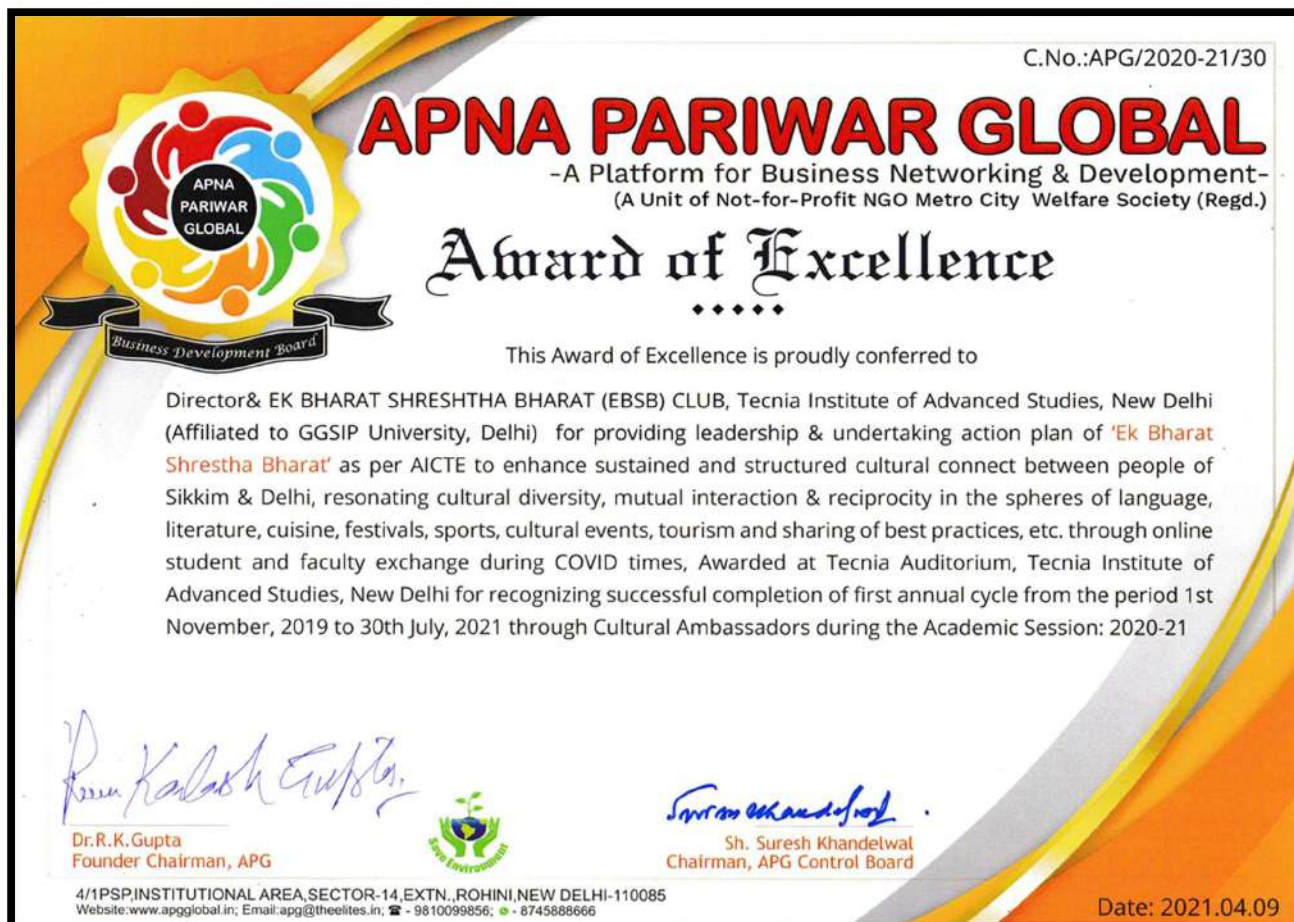 C.No.:APG/2020-21/30
APNA PARIWAR GLOBAL
-A Platform for Business Networking & Development-
(A Unit of Not-for-Profit NGO Metro City Welfare Society (Regd.)
APNA
PARIWAR
GLOBAL
Business Development Board
Award of Excellence
This Award of Excellence is proudly conferred to
Director& EK BHARAT SHRESHTHA BHARAT (EBSB) CLUB, Tecnia Institute of Advanced Studies, New Delhi
(Affiliated to GGSIP University, Delhi) for providing leadership & undertaking action plan of ‘Ek Bharat
Shrestha Bharat’ as per AICTE to enhance sustained and structured cultural connect between people of
Sikkim & Delhi, resonating cultural diversity, mutual interaction & reciprocity in the spheres of language,
literature, cuisine, festivals, sports, cultural events, tourism and sharing of best practices, etc. through online
student and faculty exchange during COVID times, Awarded at Tecnia Auditorium, Tecnia Institute of
Advanced Studies, New Delhi for recognizing successful completion of first annual cycle from the period 1st
November, 2019 to 30th July, 2021 through Cultural Ambassadors during the Academic Session: 2020-21
Kailash Gupta
Dr.R.K.Gupta
Founder Chairman, APG
Save Environment
Sh. Suresh Khandelwal
Chairman, APG Control Board
4/1PSP,INSTITUTIONAL AREA,SECTOR-14,EXTN.,ROHINI,NEW DELHI-110085
Website:www.apgglobal.in; Email:apg@theelites.in; ☎ - 9810099856; - 8745888666
Date: 2021.04.09